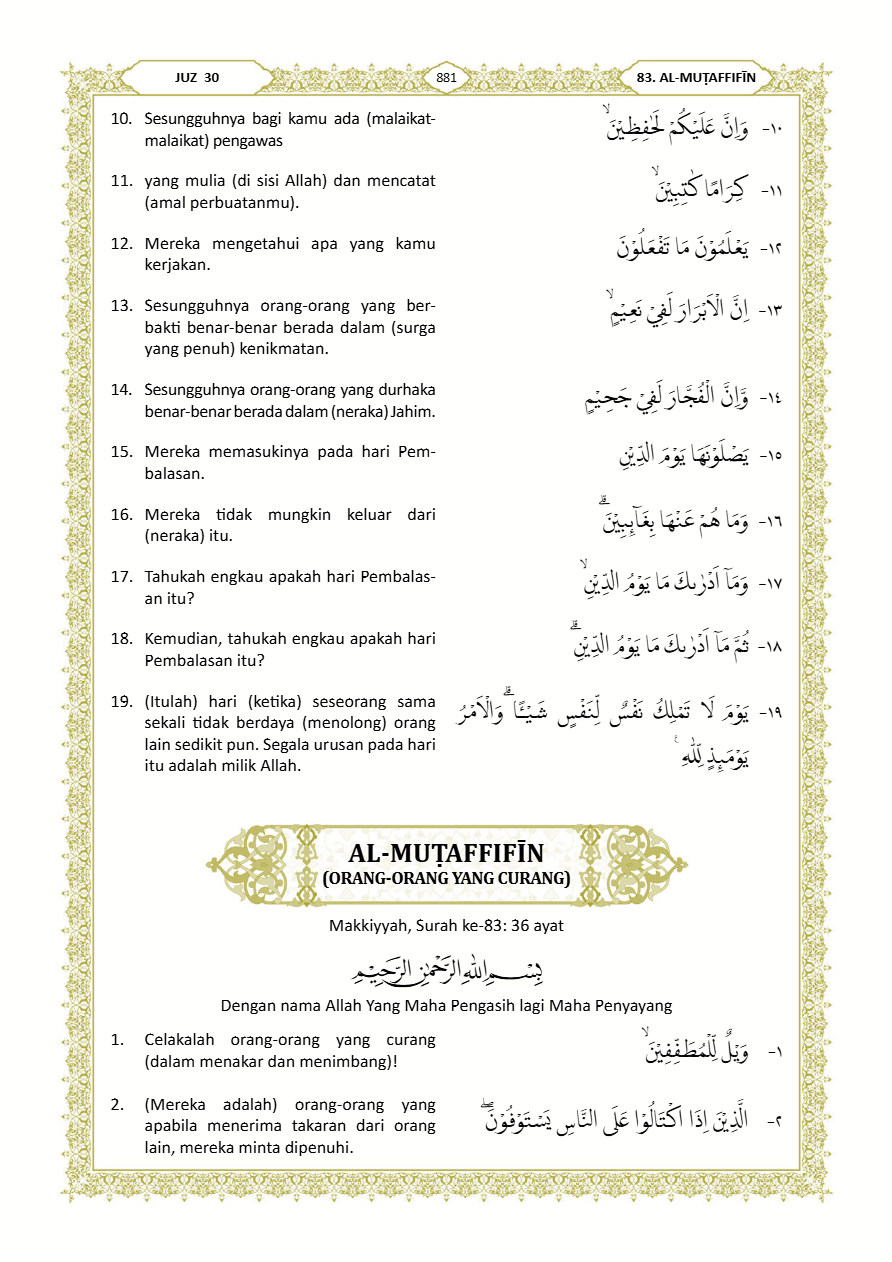 JUZ 30
881
83. AL-MUṬAFFIFĪN
10. Sesungguhnya bagi kamu ada (malaikat-
malaikat) pengawas
١٠- وَاِنَّ عَلَيْكُمْ لَحٰفِظِيْنَۙ
11. yang mulia (di sisi Allah) dan mencatat
(amal perbuatanmu).
١١- كِرَامًا كٰتِبِيْنَۙ
12. Mereka mengetahui apa yang kamu
kerjakan.
١٢- يَعْلَمُوْنَ مَا تَفْعَلُوْنَ
13. Sesungguhnya orang-orang yang ber-
bakti benar-benar berada dalam (surga
yang penuh) kenikmatan.
١٣- اِنَّ الْاَبْرَارَ لَفِيْ نَعِيْمٍۙ
14. Sesungguhnya orang-orang yang durhaka
benar-benar berada dalam (neraka) Jahim.
١٤- وَّاِنَّ الْفُجَّارَ لَفِيْ جَحِيْمٍ
15. Mereka memasukinya pada hari Pem-
balasan.
١٥- يَصْلَوْنَهَا يَوْمَ الدِّيْنِ
16. Mereka tidak mungkin keluar dari
(neraka) itu.
١٦- وَمَا هُمْ عَنْهَا بِغَاۤىِٕبِيْنَۗ
17. Tahukah engkau apakah hari Pembalas-
an itu?
١٧- وَمَآ اَدْرٰىكَ مَا يَوْمُ الدِّيْنِۙ
18. Kemudian, tahukah engkau apakah hari
Pembalasan itu?
١٨- ثُمَّ مَآ اَدْرٰىكَ مَا يَوْمُ الدِّيْنِۗ
19. (Itulah) hari (ketika) seseorang sama
sekali tidak berdaya (menolong) orang
lain sedikit pun. Segala urusan pada hari
itu adalah milik Allah.
١٩- يَوْمَ لَا تَمْلِكُ نَفْسٌ لِّنَفْسٍ شَيْـًٔاۗ وَالْاَمْرُ
يَوْمَىِٕذٍ لِّلّٰهِ ࣖ
AL-MUṬAFFIFĪN
(ORANG-ORANG YANG CURANG)
Makkiyyah, Surah ke-83: 36 ayat
بِسْمِ اللّٰهِ الرَّحْمٰنِ الرَّحِيْمِ
Dengan nama Allah Yang Maha Pengasih lagi Maha Penyayang
1. Celakalah orang-orang yang curang
(dalam menakar dan menimbang)!
١- وَيْلٌ لِّلْمُطَفِّفِيْنَۙ
2. (Mereka adalah) orang-orang yang
apabila menerima takaran dari orang
lain, mereka minta dipenuhi.
٢- الَّذِيْنَ اِذَا اكْتَالُوْا عَلَى النَّاسِ يَسْتَوْفُوْنَۖ